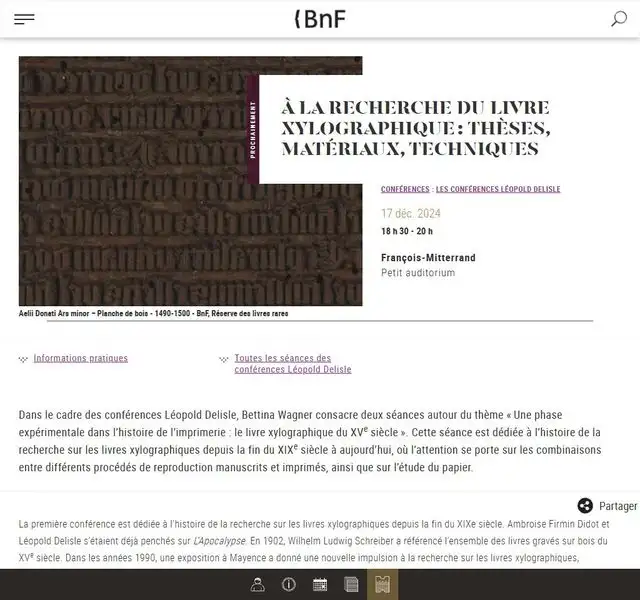 BnF
PROCHAINEMENT
À LA RECHERCHE DU LIVRE
XYLOGRAPHIQUE : THÈSES,
MATÉRIAUX, TECHNIQUES
CONFÉRENCES : LES CONFÉRENCES LÉOPOLD DELISLE
17 déc. 2024
18 h 30 - 20 h
François-Mitterrand
Petit auditorium
Aelii Donati Ars minor – Planche de bois - 1490-1500 - BnF, Réserve des livres rares
Informations pratiques
Toutes les séances des
conférences Léopold Delisle
Dans le cadre des conférences Léopold Delisle, Bettina Wagner consacre deux séances autour du thème « Une phase
expérimentale dans l'histoire de l'imprimerie : le livre xylographique du XVe siècle ». Cette séance est dédiée à l'histoire de la
recherche sur les livres xylographiques depuis la fin du XIXe siècle à aujourd'hui, où l'attention se porte sur les combinaisons
entre différents procédés de reproduction manuscrits et imprimés, ainsi que sur l'étude du papier.
Partager
La première conférence est dédiée à l'histoire de la recherche sur les livres xylographiques depuis la fin du XIXe siècle. Ambroise Firmin Didot et
Léopold Delisle s'étaient déjà penchés sur L'Apocalypse. En 1902, Wilhelm Ludwig Schreiber a référencé l'ensemble des livres gravés sur bois du
XVe siècle. Dans les années 1990, une exposition à Mayence a donné une nouvelle impulsion à la recherche sur les livres xylographiques,